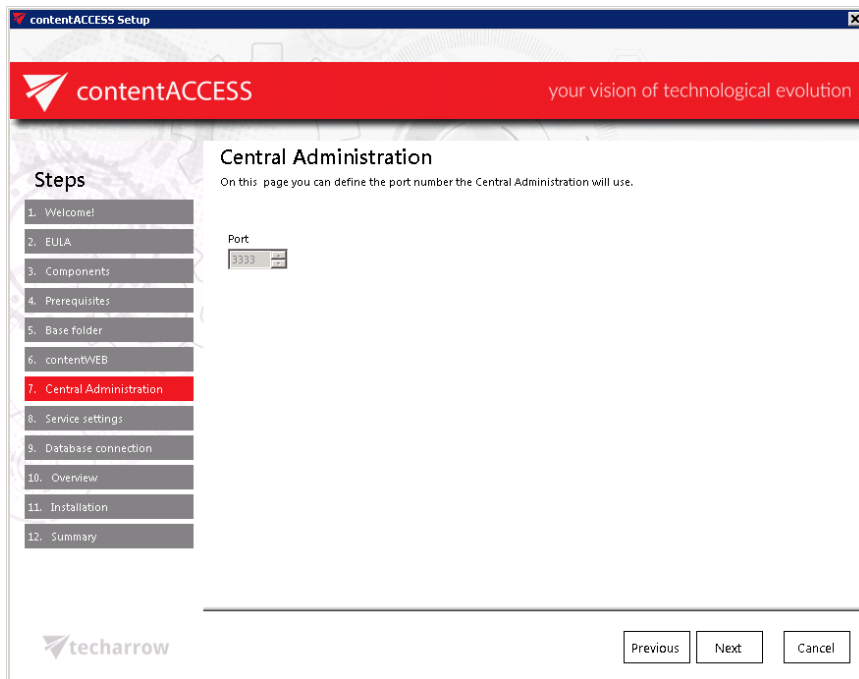 contentACCESS Setup
contentACCESS
your vision of technological evolution
Steps
1. Welcome!
2. EULA
3. Components
4. Prerequisites
5. Base folder
6. contentWEB
7. Central Administration
8. Service settings
9. Database connection
10. Overview
11. Installation
12. Summary
Central Administration
On this page you can define the port number the Central Administration will use.
Port
3333
techarrow
Previous
Next
Cancel